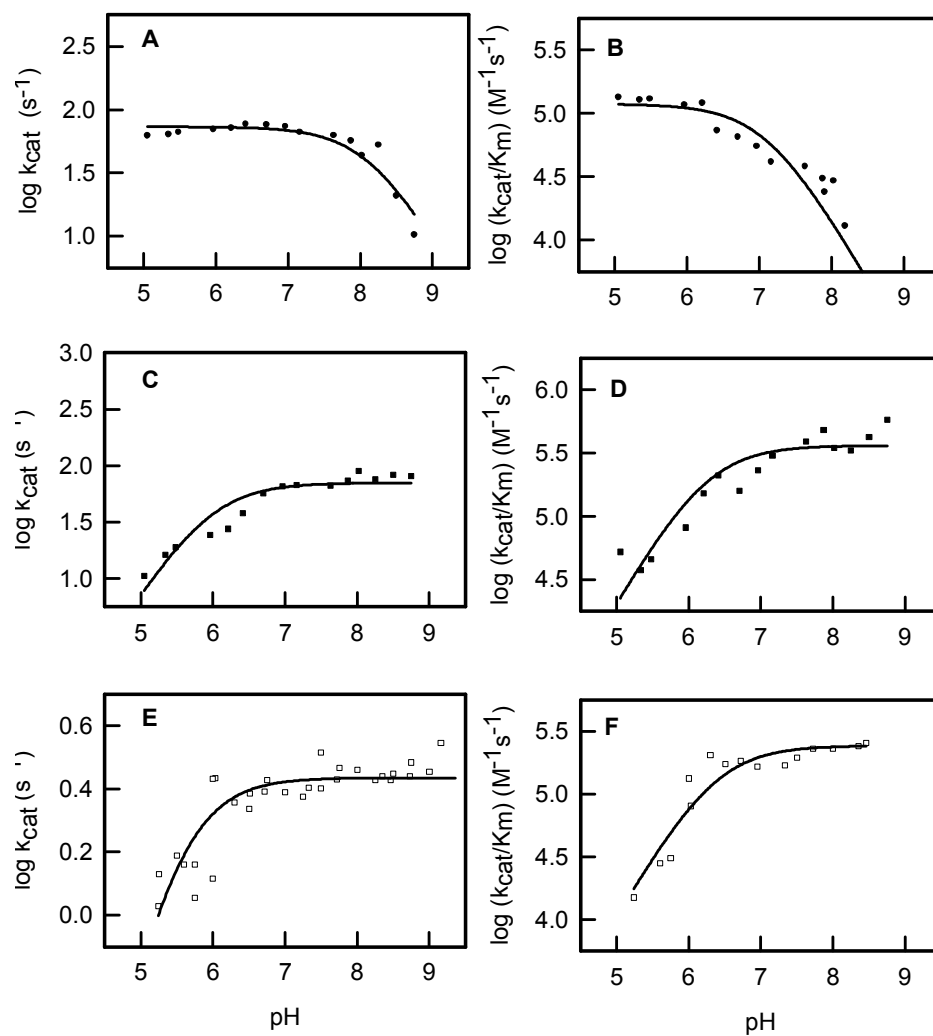 A
B
log kcat (s⁻¹)
2.5
2.0
1.5
1.0
5 6 7 8 9
log (kcat/Km) (M⁻¹s⁻¹)
5.5
5.0
4.5
4.0
5 6 7 8 9
C
D
log kcat (s ')
3.0
2.5
2.0
1.5
1.0
5 6 7 8 9
log (kcat/Km) (M⁻¹s⁻¹)
6.0
5.5
5.0
4.5
5 6 7 8 9
E
F
log kcat (s ')
0.6
0.4
0.2
0.0
5 6 7 8 9
pH
log (kcat/Km) (M⁻¹s⁻¹)
5.5
5.0
4.5
4.0
5 6 7 8 9
pH